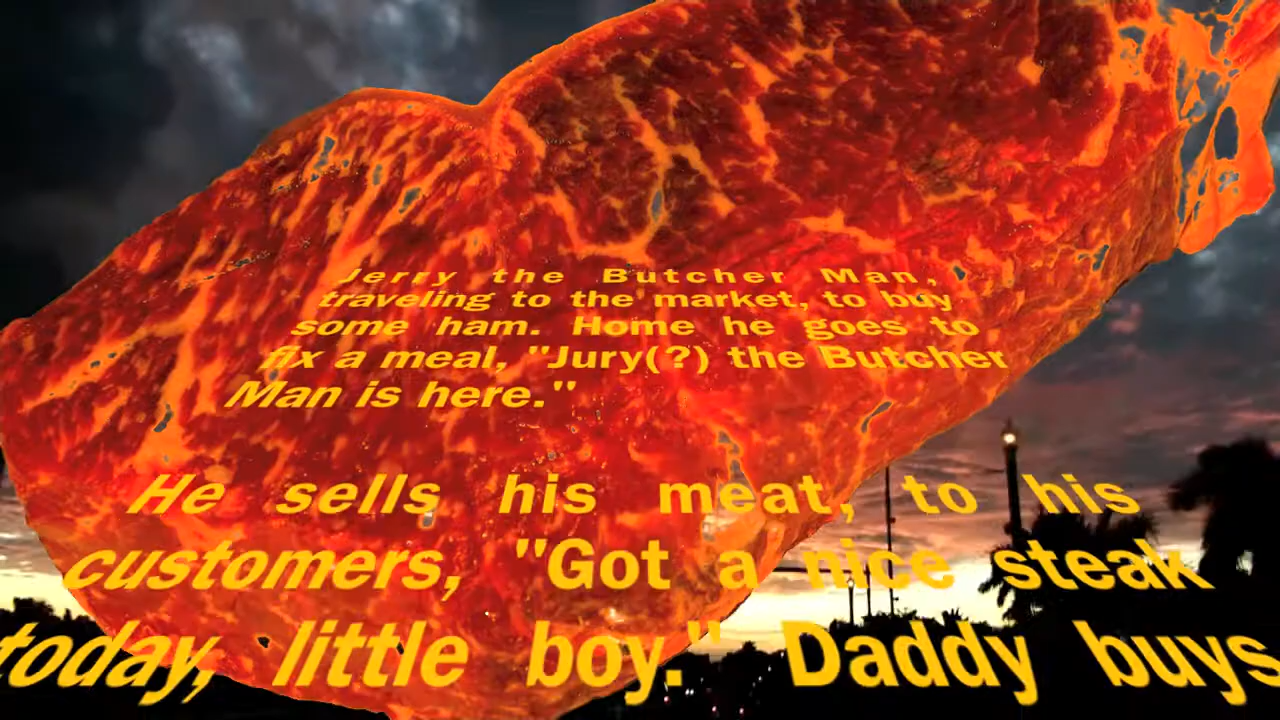 Jerry the Butcher Man,
traveling to the market, to buy
some ham. Home he goes to
fix a meal, "Jury(?) the Butcher
Man is here."
He sells his meat, to his
customers, "Got a nice steak
today, little boy." Daddy buys